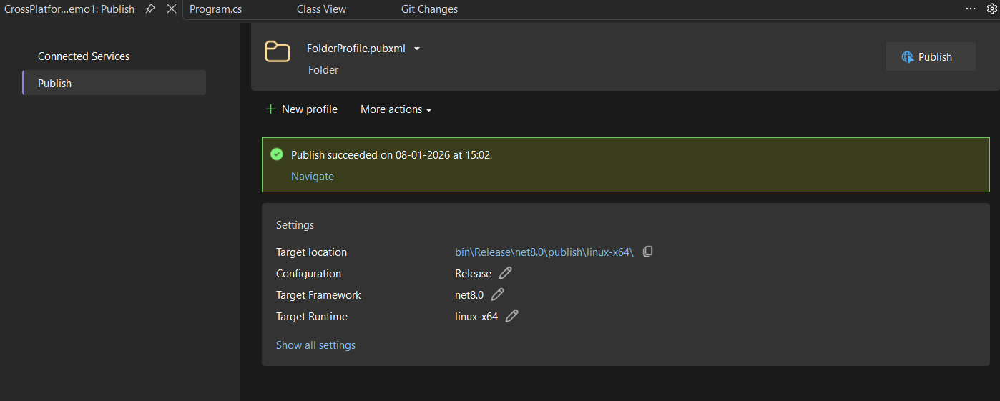 CrossPlatfor...emo1: Publish
Program.cs
Class View
Git Changes
Connected Services
Publish
FolderProfile.pubxml
Folder
Publish
New profile
More actions
Publish succeeded on 08-01-2026 at 15:02.
Navigate
Settings
Target location bin\Release\net8.0\publish\linux-x64\
Configuration Release
Target Framework net8.0
Target Runtime linux-x64
Show all settings